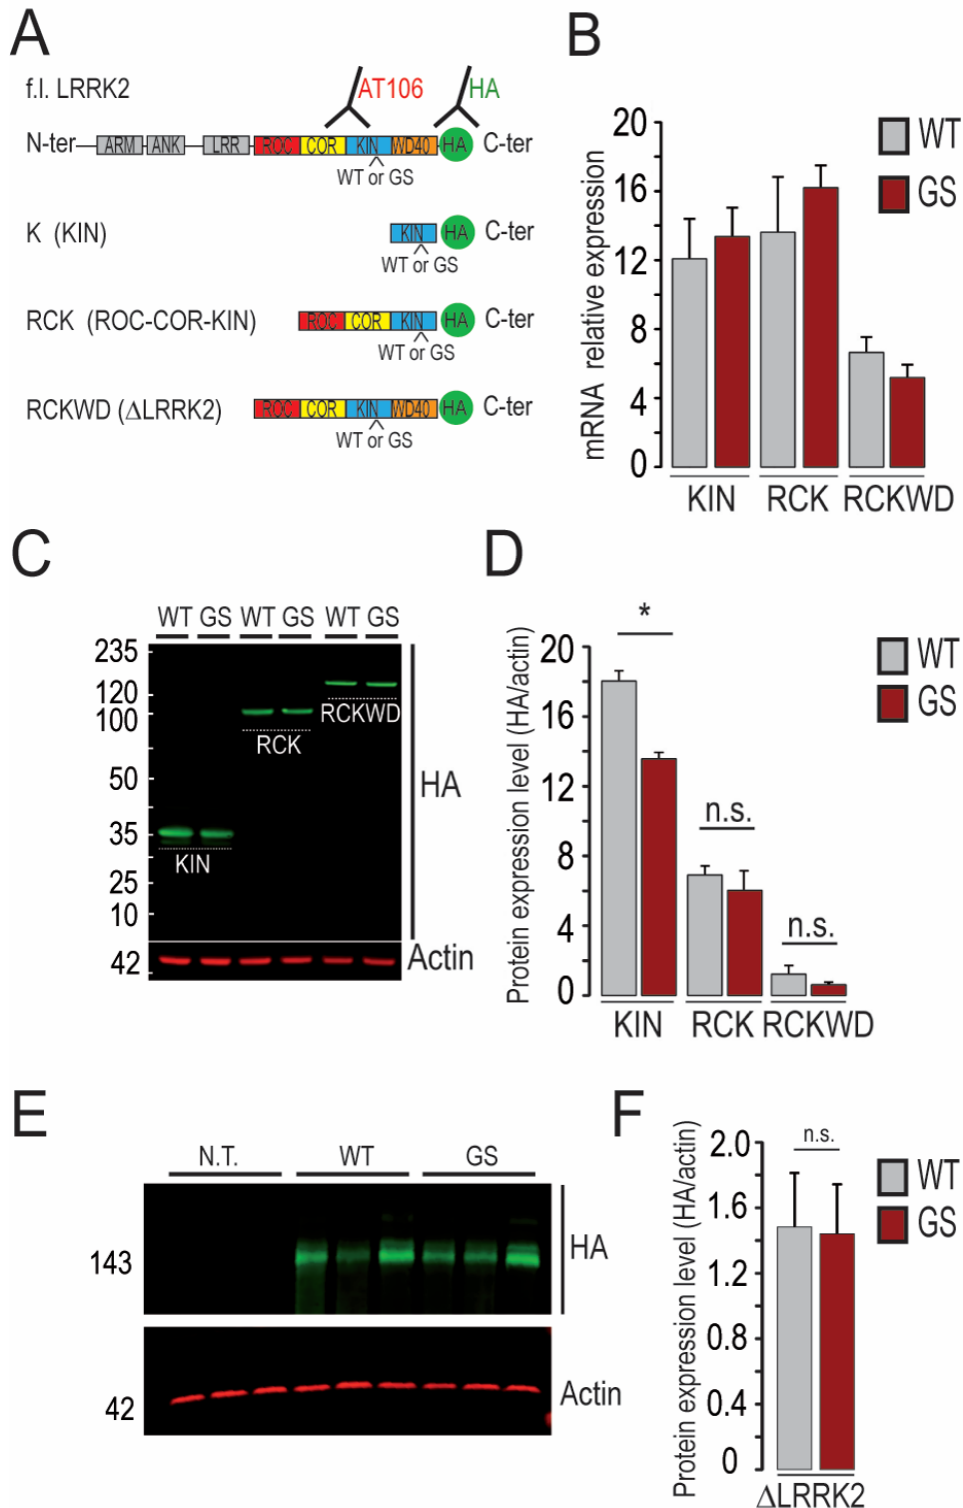 A
f.l. LRRK2
AT106
HA
N-ter
ARM
ANK
LRR
ROC
COR
KIN
WD40
HA
C-ter
WT or GS
K (KIN)
KIN
HA
C-ter
WT or GS
RCK (ROC-COR-KIN)
ROC
COR
KIN
HA
C-ter
WT or GS
RCKWD (ΔLRRK2)
ROC
COR
KIN
WD40
HA
C-ter
WT or GS
B
mRNA relative expression
20
16
12
8
4
0
KIN
RCK
RCKWD
WT
GS
C
WT GS WT GS WT GS
235
120
100
50
35
25
10
42
RCKWD
RCK
KIN
HA
Actin
D
Protein expression level (HA/actin)
20
16
12
8
4
0
*
n.s.
n.s.
KIN
RCK
RCKWD
WT
GS
E
N.T.
WT
GS
143
HA
42
Actin
F
Protein expression level (HA/actin)
2.0
1.6
1.2
0.8
0.4
0
n.s.
ΔLRRK2
WT
GS